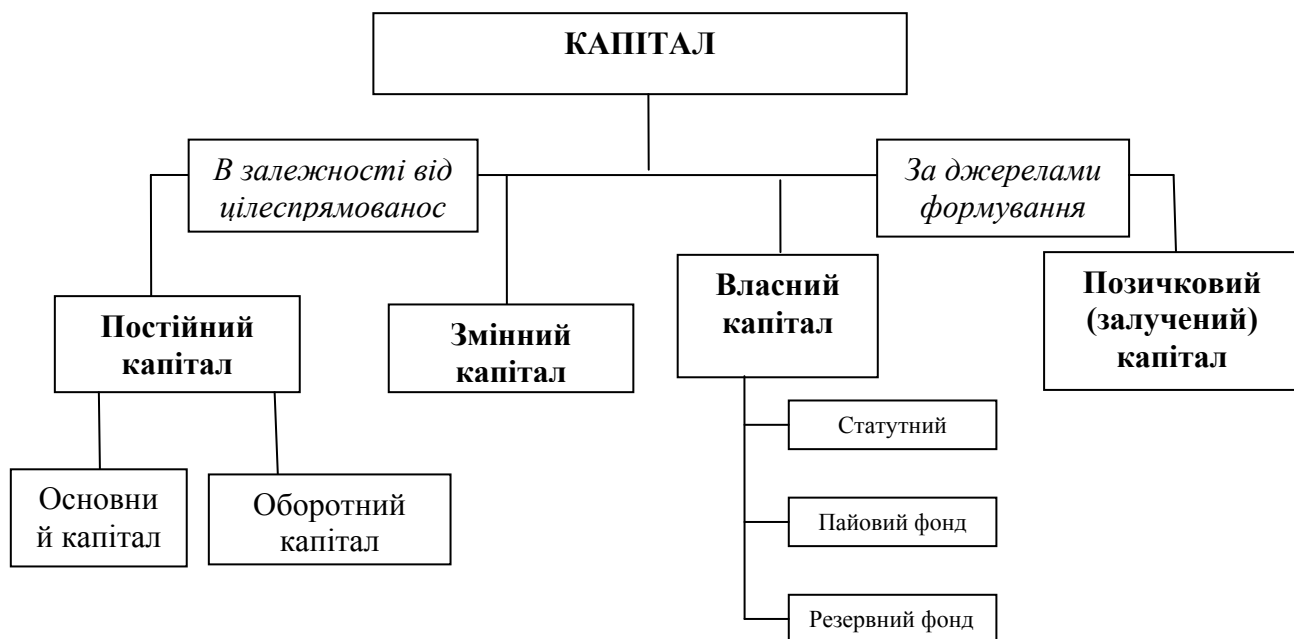 КАПІТАЛ
В залежності від
цілеспрямованос
За джерелами
формування
Постійний
капітал
Змінний
капітал
Власний
капітал
Позичковий
(залучений)
капітал
Основни
й капітал
Оборотний
капітал
Статутний
Пайовий фонд
Резервний фонд